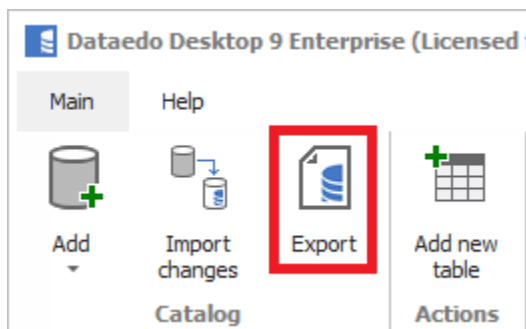 Dataedo Desktop 9 Enterprise (Licensed
Main Help
Add Import changes Export Add new table
Catalog Actions